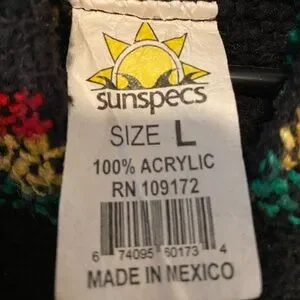 sunspecs
SIZE L
100% ACRYLIC
RN 109172
6 74095 60173 4
MADE IN MEXICO